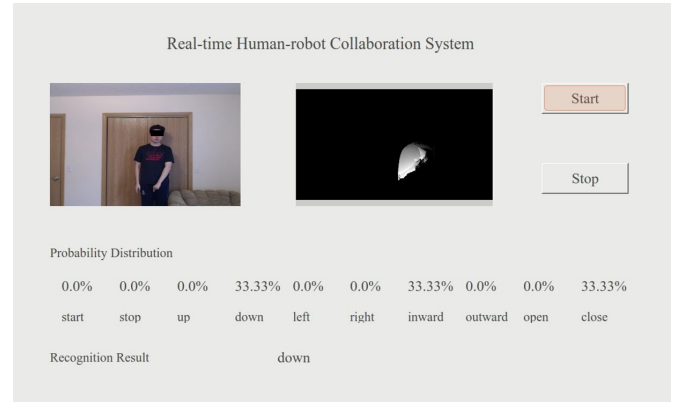 Real-time Human-robot Collaboration System
Start
Stop
Probability Distribution
0.0% 0.0% 0.0% 33.33% 0.0% 0.0% 33.33% 0.0% 0.0% 33.33%
start stop up down left right inward outward open close
Recognition Result down